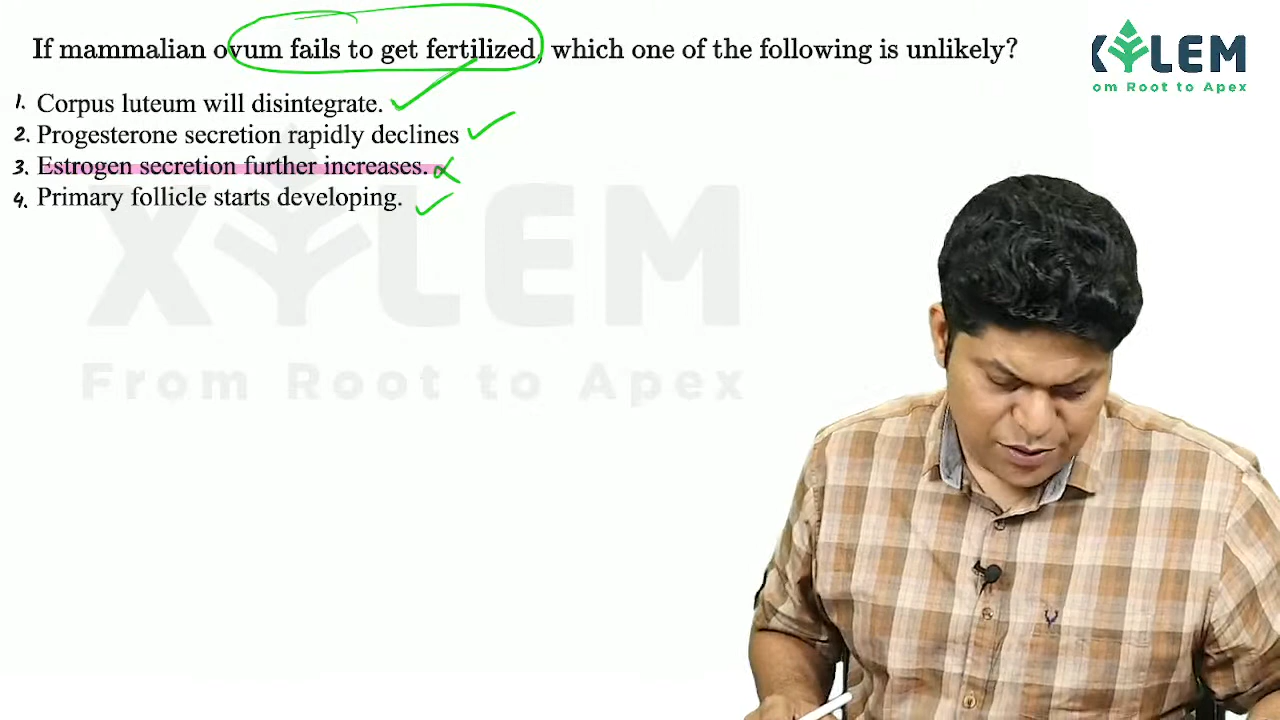 If mammalian ovum fails to get fertilized, which one of the following is unlikely?
XYLEM
om Root to Apex
1. Corpus luteum will disintegrate.
2. Progesterone secretion rapidly declines
3. Estrogen secretion further increases.
4. Primary follicle starts developing.
XYLEM
From Root to Apex